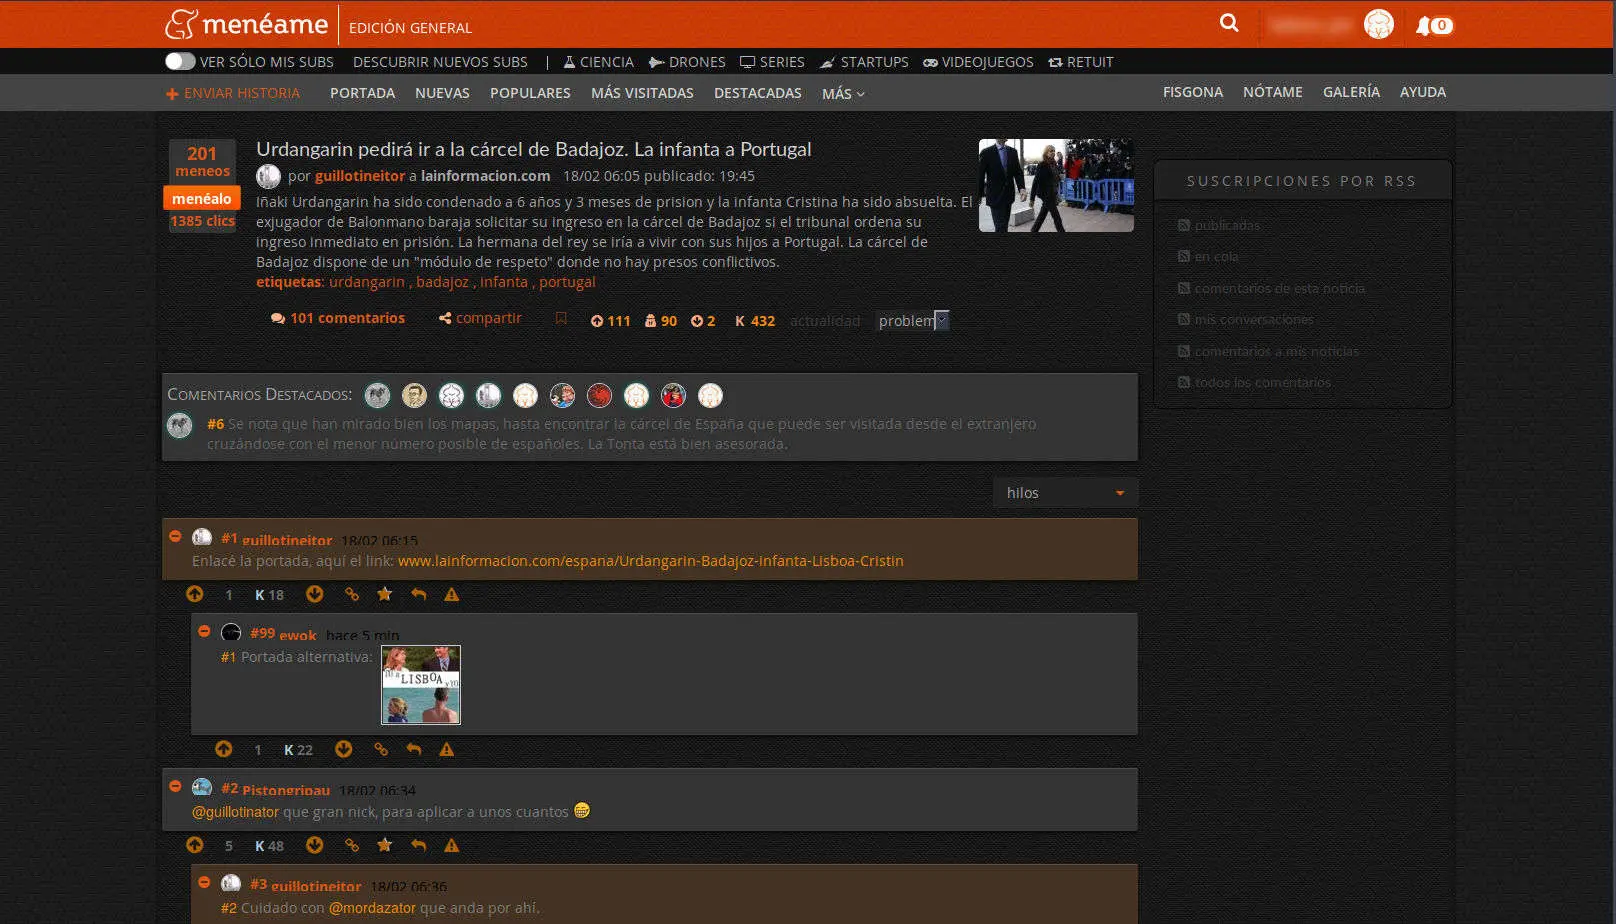 menéame EDICIÓN GENERAL 0
VER SÓLO MIS SUBS DESCUBRIR NUEVOS SUBS | CIENCIA DRONES SERIES STARTUPS VIDEOJUEGOS RETUIT
+ ENVIAR HISTORIA PORTADA NUEVAS POPULARES MÁS VISITADAS DESTACADAS MÁS FISGONA NÓTAME GALERÍA AYUDA
201
meneos
menéalo
1385 clics
Urdangarin pedirá ir a la cárcel de Badajoz. La infanta a Portugal
por guillotineitor a lainformacion.com 18/02 06:05 publicado: 19:45
Iñaki Urdangarin ha sido condenado a 6 años y 3 meses de prision y la infanta Cristina ha sido absuelta. El
exjugador de Balonmano baraja solicitar su ingreso en la cárcel de Badajoz si el tribunal ordena su
ingreso inmediato en prisión. La hermana del rey se iría a vivir con sus hijos a Portugal. La cárcel de
Badajoz dispone de un "módulo de respeto" donde no hay presos conflictivos.
etiquetas: urdangarin , badajoz , infanta , portugal
101 comentarios compartir 111 90 2 K 432 actualidad problem
SUSCRIPCIONES POR RSS
publicadas
en cola
comentarios de esta noticia
mis conversaciones
comentarios a mis noticias
todos los comentarios
Comentarios Destacados:
#6 Se nota que han mirado bien los mapas, hasta encontrar la cárcel de España que puede ser visitada desde el extranjero
cruzándose con el menor número posible de españoles. La Tonta está bien asesorada.
hilos
#1 guillotineitor 18/02 06:15
Enlacé la portada, aquí el link: www.lainformacion.com/espana/Urdangarin-Badajoz-infanta-Lisboa-Cristin
1 K 18
#99 ewok hace 5 min
#1 Portada alternativa:
LISBOA
1 K 22
#2 Pistongripau 18/02 06:34
@guillotinator que gran nick, para aplicar a unos cuantos
5 K 48
#3 guillotineitor 18/02 06:36
#2 Cuidado con @mordazator que anda por ahí.